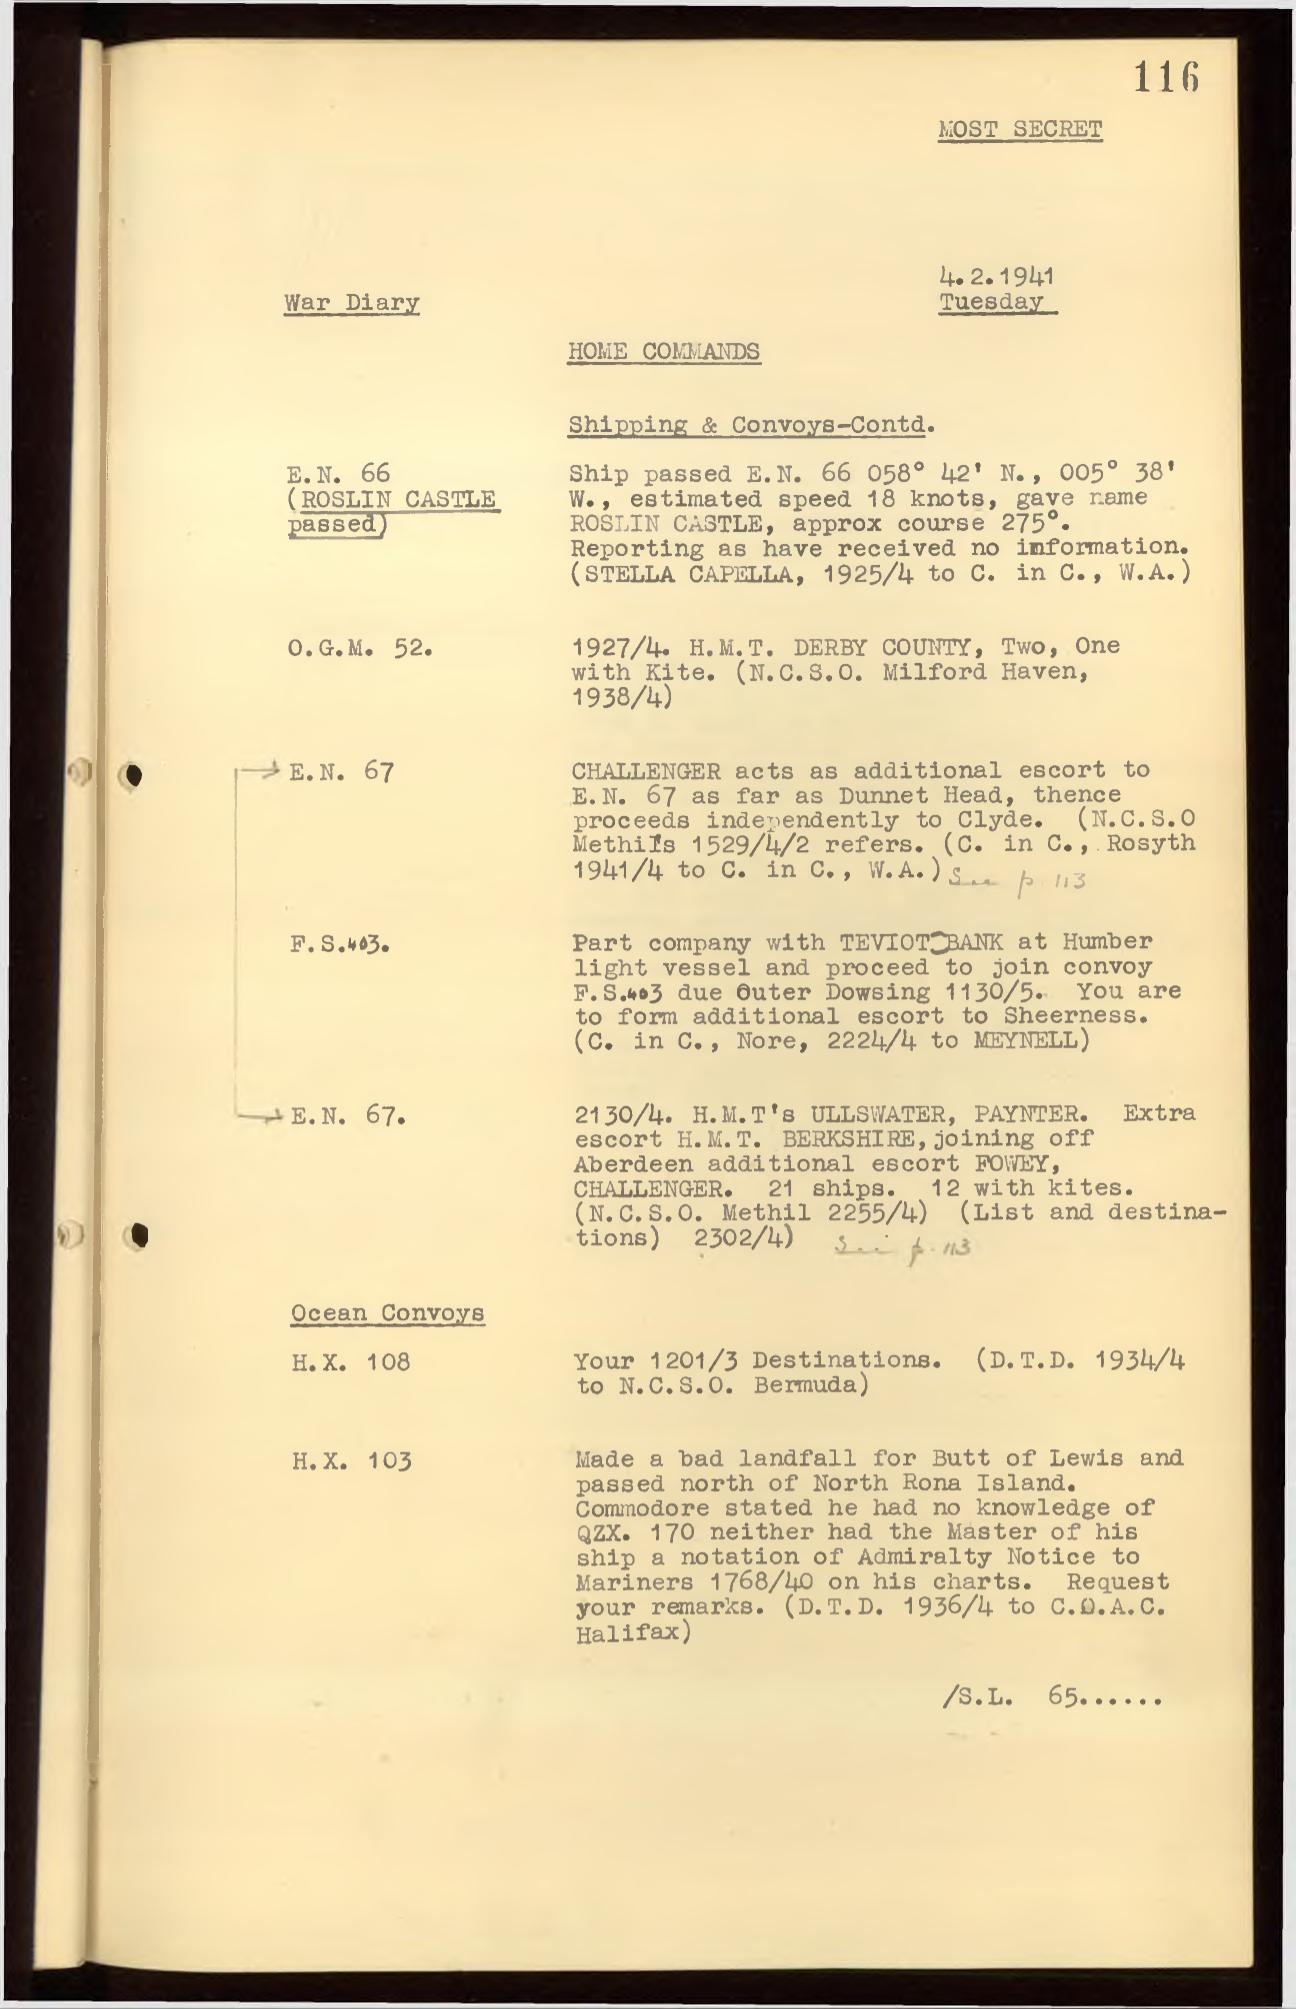 116
MOST SECRET
4.2.1941
War Diary
Tuesday
HOME COMMANDS
Shipping & Convoys-Contd.
E.N. 66
(ROSLIN CASTLE
passed)
Ship passed E.N. 66 058° 42' N., 005° 38'
W., estimated speed 18 knots, gave name
ROSLIN CASTLE, approx course 275°.
Reporting as have received no information.
(STELLA CAPELLA, 1925/4 to C. in C., W.A.)
O.G.M. 52.
1927/4. H.M.T. DERBY COUNTY, Two, One
with Kite. (N.C.S.O. Milford Haven,
1938/4)
E.N. 67
CHALLENGER acts as additional escort to
E.N. 67 as far as Dunnet Head, thence
proceeds independently to Clyde. (N.C.S.O
Methils 1529/4/2 refers. (C. in C., Rosyth
1941/4 to C. in C., W.A.) See p 113
F.S.403.
Part company with TEVIOT BANK at Humber
light vessel and proceed to join convoy
F.S.403 due Outer Dowsing 1130/5. You are
to form additional escort to Sheerness.
(C. in C., Nore, 2224/4 to MEYNELL)
E.N. 67.
2130/4. H.M.T's ULLSWATER, PAYNTER. Extra
escort H.M.T. BERKSHIRE, joining off
Aberdeen additional escort FOWEY,
CHALLENGER. 21 ships. 12 with kites.
(N.C.S.O. Methil 2255/4) (List and destina-
tions) 2302/4) See p. 113
Ocean Convoys
H.X. 108
Your 1201/3 Destinations. (D.T.D. 1934/4
to N.C.S.O. Bermuda)
H.X. 103
Made a bad landfall for Butt of Lewis and
passed north of North Rona Island.
Commodore stated he had no knowledge of
QZX. 170 neither had the Master of his
ship a notation of Admiralty Notice to
Mariners 1768/40 on his charts. Request
your remarks. (D.T.D. 1936/4 to C.O.A.C.
Halifax)
/S.L. 65......